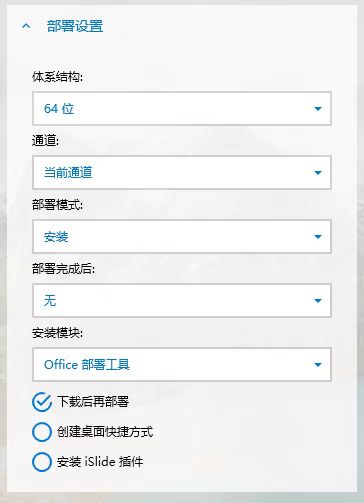 部署设置
体系结构:
64 位
通道:
当前通道
部署模式:
安装
部署完成后:
无
安装模块:
Office 部署工具
下载后再部署
创建桌面快捷方式
安装 iSlide 插件